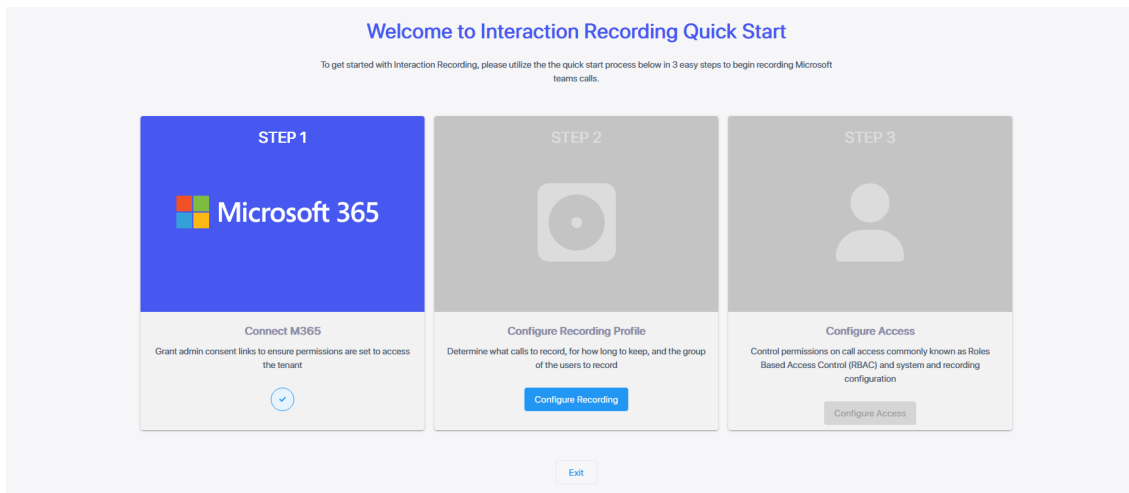 Welcome to Interaction Recording Quick Start
To get started with Interaction Recording, please utilize the the quick start process below in 3 easy steps to begin recording Microsoft
teams calls.
STEP 1
Microsoft 365
Connect M365
Grant admin consent links to ensure permissions are set to access
the tenant
STEP 2
Configure Recording Profile
Determine what calls to record, for how long to keep, and the group
of the users to record
Configure Recording
STEP 3
Configure Access
Control permissions on call access commonly known as Roles
Based Access Control (RBAC) and system and recording
configuration
Configure Access
Exit